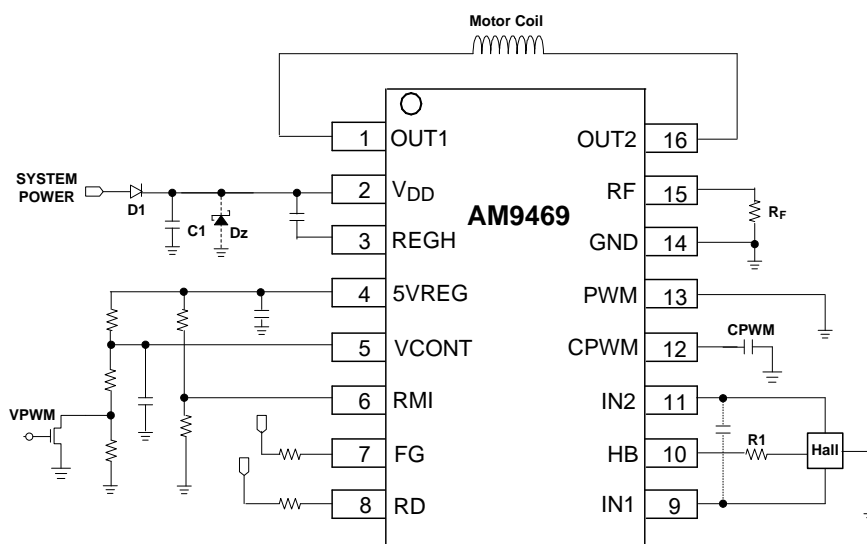 Motor Coil
1 OUT1 OUT2 16
SYSTEM
POWER
D1
C1
Dz
2 VDD RF 15
RF
AM9469
3 REGH GND 14
4 5VREG PWM 13
5 VCONT CPWM 12
CPWM
VPWM
6 RMI IN2 11
7 FG HB 10
R1
Hall
8 RD IN1 9